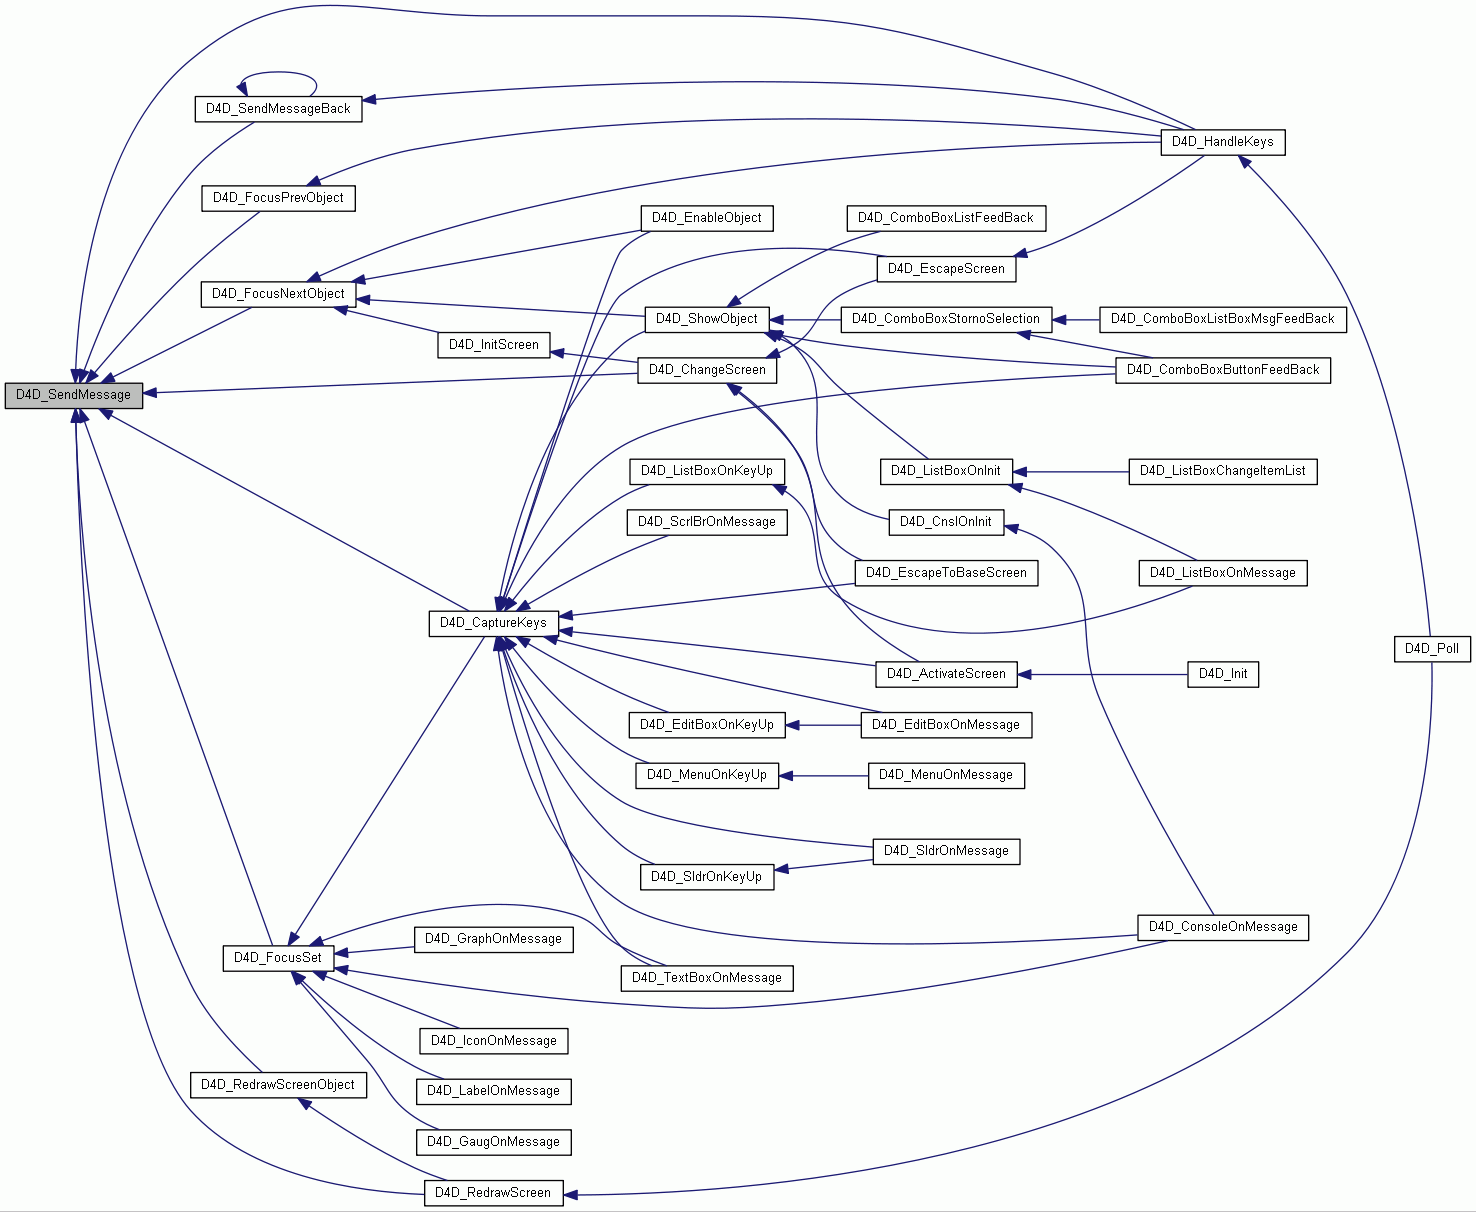 D4D_SendMessageBack
D4D_HandleKeys
D4D_FocusPrevObject
D4D_EnableObject
D4D_ComboBoxListFeedBack
D4D_EscapeScreen
D4D_FocusNextObject
D4D_ShowObject
D4D_ComboBoxStornoSelection
D4D_ComboBoxListBoxMsgFeedBack
D4D_InitScreen
D4D_ChangeScreen
D4D_ComboBoxButtonFeedBack
D4D_SendMessage
D4D_ListBoxOnKeyUp
D4D_ListBoxOnInit
D4D_ListBoxChangeItemList
D4D_ScrlBrOnMessage
D4D_CnslOnInit
D4D_EscapeToBaseScreen
D4D_ListBoxOnMessage
D4D_CaptureKeys
D4D_Poll
D4D_ActivateScreen
D4D_Init
D4D_EditBoxOnKeyUp
D4D_EditBoxOnMessage
D4D_MenuOnKeyUp
D4D_MenuOnMessage
D4D_SldrOnMessage
D4D_SldrOnKeyUp
D4D_ConsoleOnMessage
D4D_GraphOnMessage
D4D_FocusSet
D4D_TextBoxOnMessage
D4D_IconOnMessage
D4D_RedrawScreenObject
D4D_LabelOnMessage
D4D_GaugOnMessage
D4D_RedrawScreen